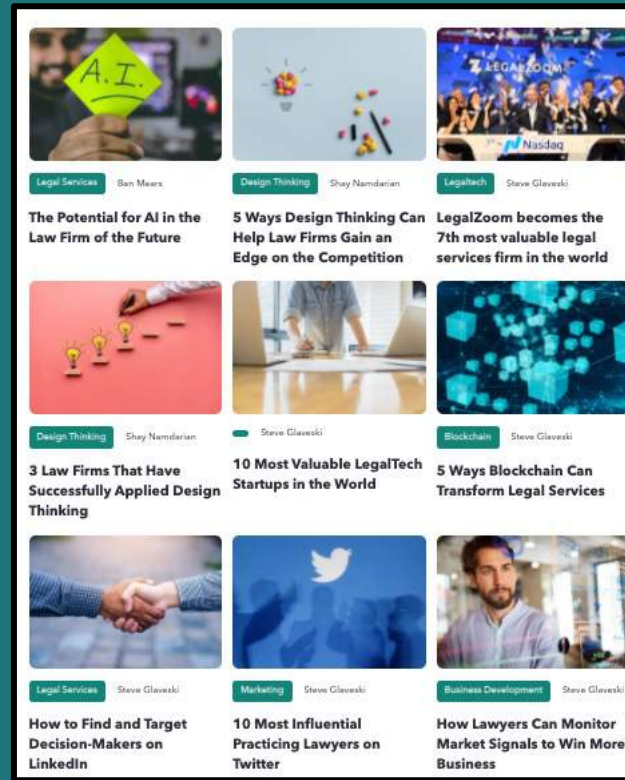 A.I.
LEGALZOOM
Nasdaq
Legal Services Ben Mears
Design Thinking Shay Namdarian
Legaltech Steve Glaveski
The Potential for AI in the
Law Firm of the Future
5 Ways Design Thinking Can
Help Law Firms Gain an
Edge on the Competition
LegalZoom becomes the
7th most valuable legal
services firm in the world
Design Thinking Shay Namdarian
Steve Glaveski
Blockchain Steve Glaveski
3 Law Firms That Have
Successfully Applied Design
Thinking
10 Most Valuable LegalTech
Startups in the World
5 Ways Blockchain Can
Transform Legal Services
Legal Services Steve Glaveski
Marketing Steve Glaveski
Business Development Steve Glaveski
How to Find and Target
Decision-Makers on
LinkedIn
10 Most Influential
Practicing Lawyers on
Twitter
How Lawyers Can Monitor
Market Signals to Win More
Business